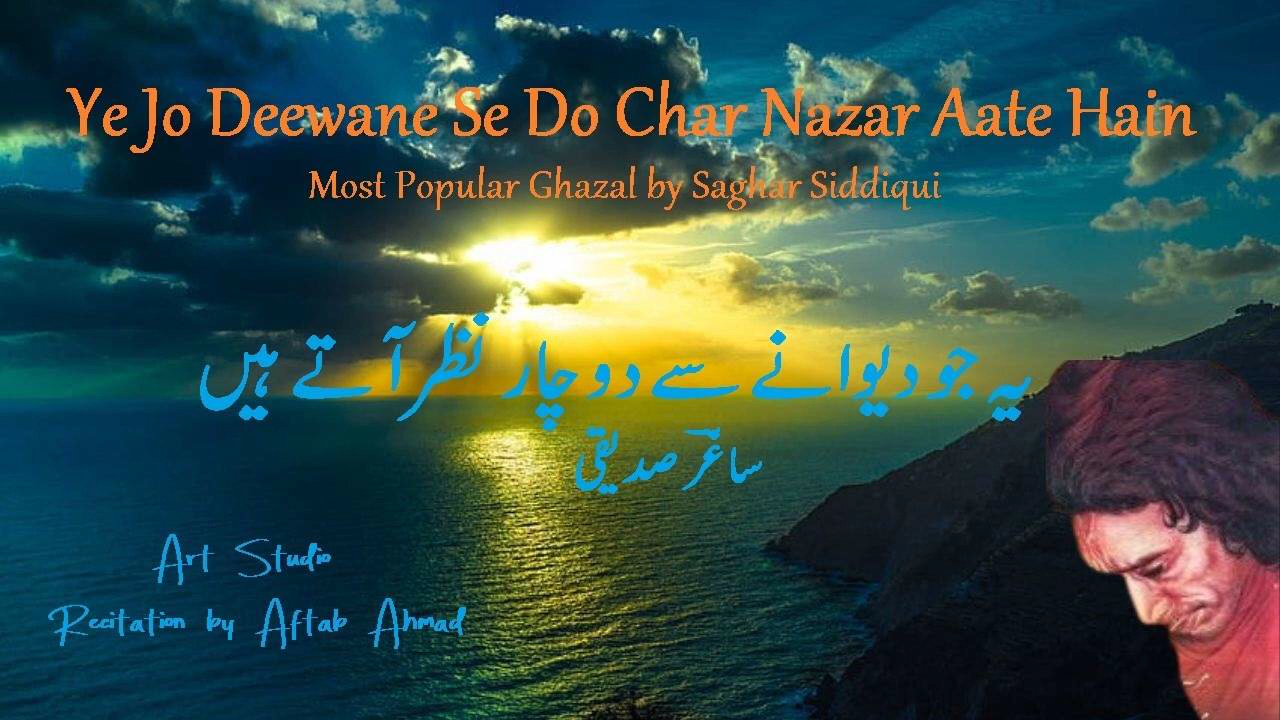 Ye Jo Deewane Se Do Char Nazar Aate Hain
Most Popular Ghazal by Saghar Siddiqui
یہ جو دیوانے سے دو چار نظر آتے ہیں
ساغرؔ صدیقی
Art Studio
Recitation by Aftab Ahmad